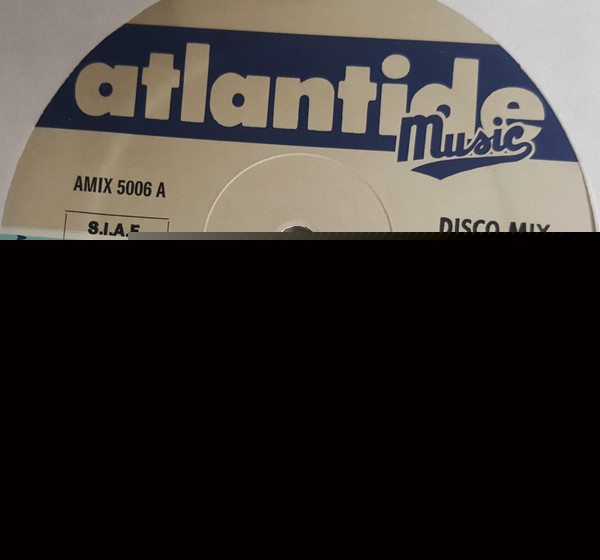 atlantide
Music
AMIX 5006 A
S.I.A.E.
DISCO MIX